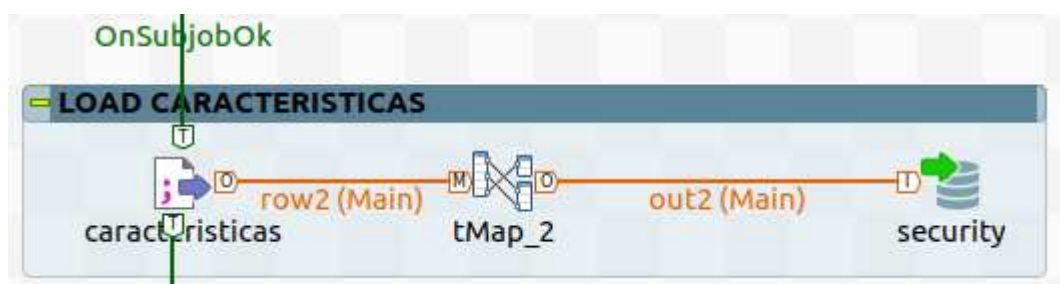 OnSubjobOk
LOAD CARACTERISTICAS
T
O row2 (Main) M O out2 (Main) I
;
T
caracteristicas tMap_2 security